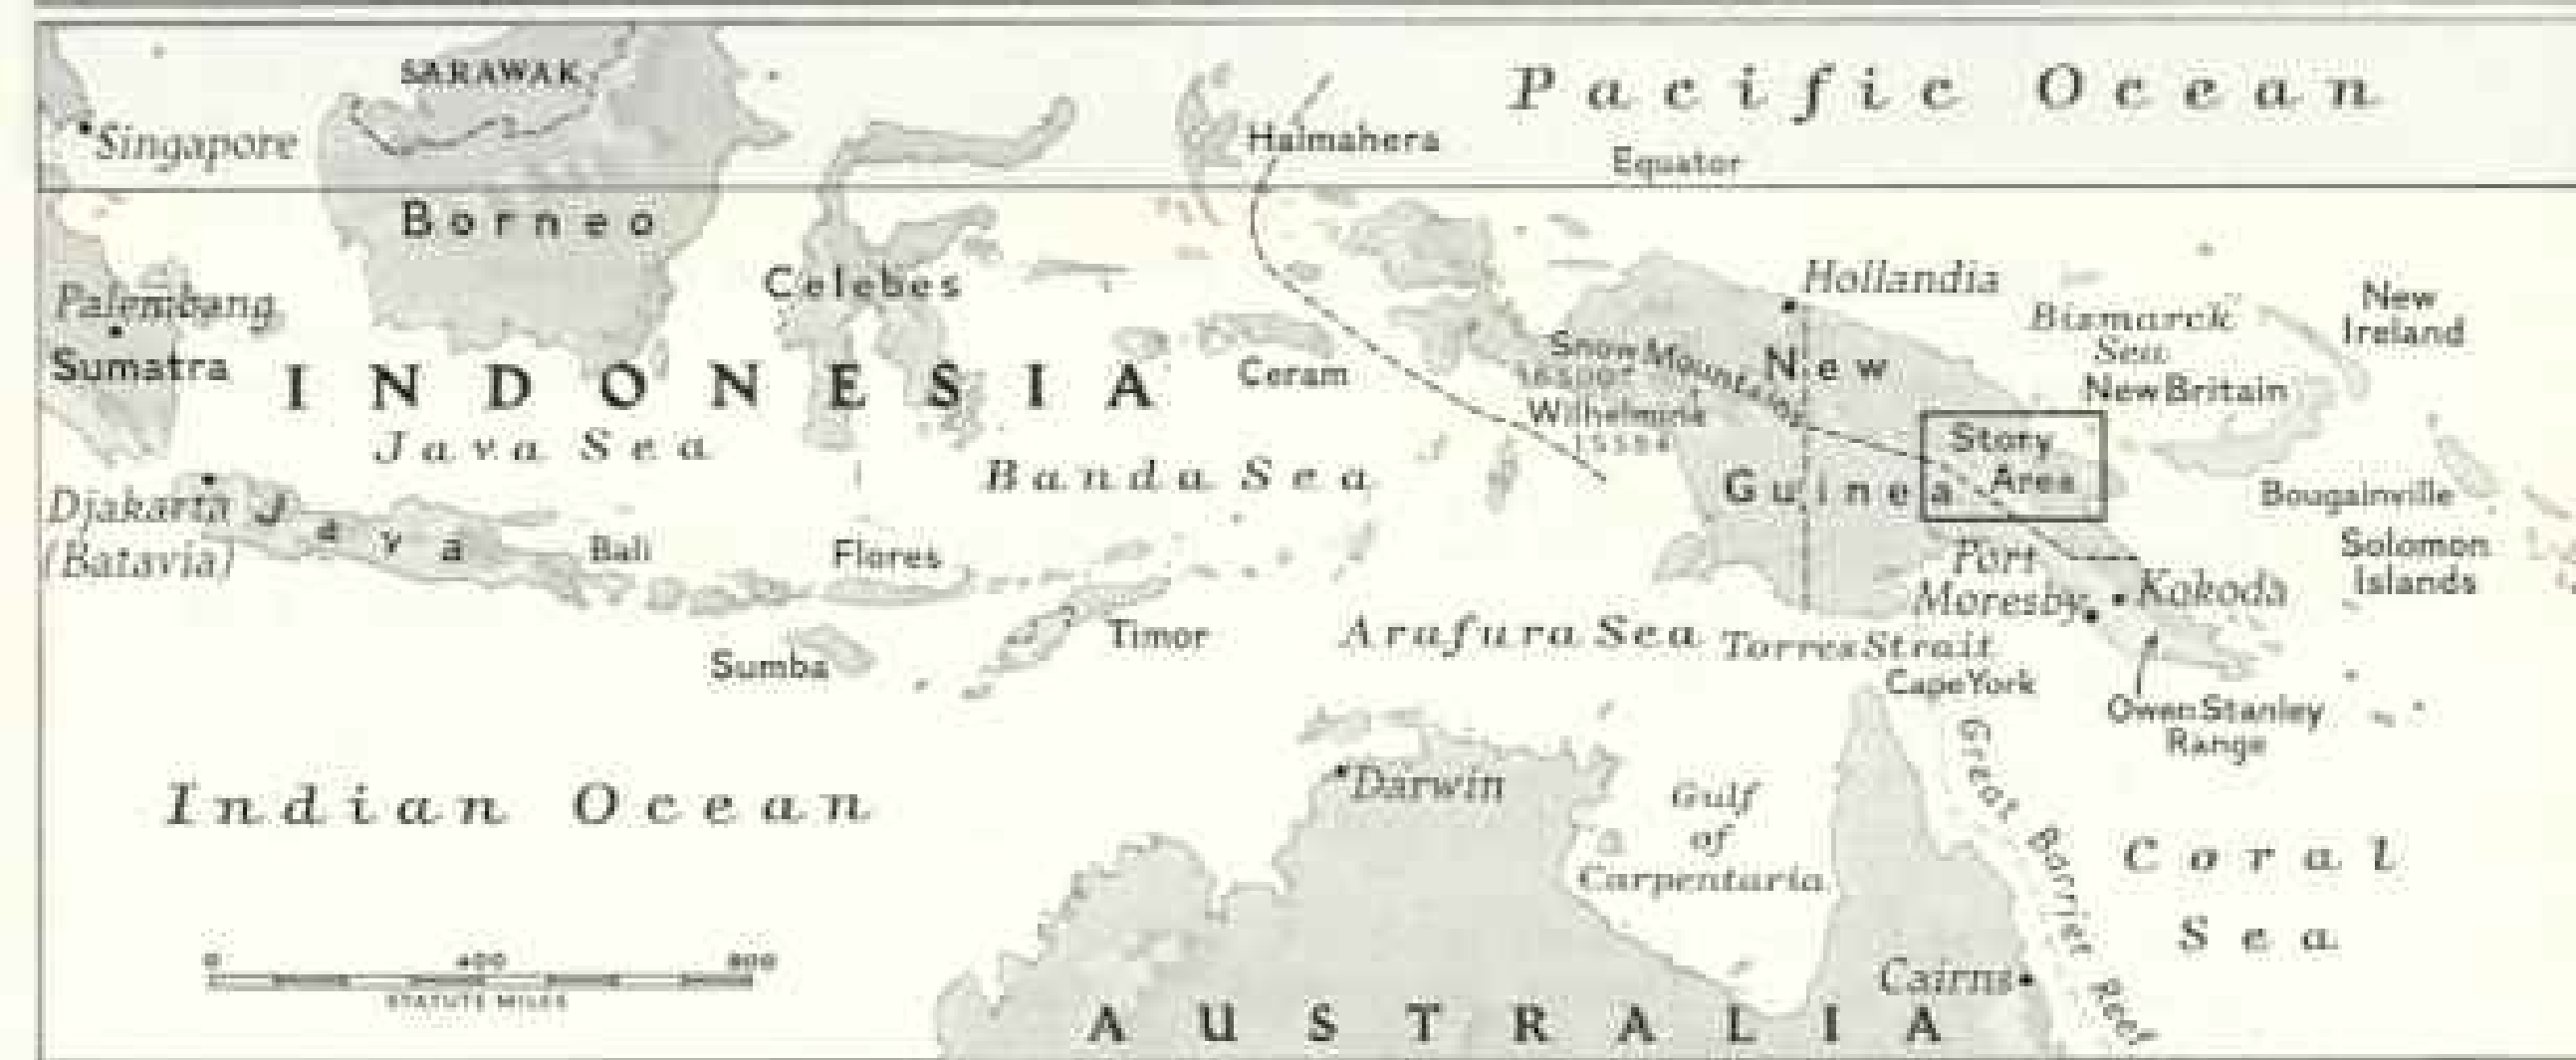 SARAWAK
Pacific Ocean
Singapore
Halmahera
Equator
Borneo
Celebes
Hollandia
Palembang
Bismarck
Sea
New
Ireland
Sumatra
INDONESIA
Ceram
Snow Mountains
16500
Wilhelmina
15584
New
Guinea
New Britain
Story
Area
Java Sea
Banda Sea
Bougainville
Djakarta
(Batavia)
Java
Bali
Flores
Port
Moresby
Kokoda
Solomon
Islands
Sumba
Timor
Arafura Sea
Torres Strait
Cape York
Owen Stanley
Range
Indian Ocean
Darwin
Gulf
of
Carpentaria
Great Barrier Reef
Coral
Sea
0 400 800
STATUTE MILES
Cairns
AUSTRALIA